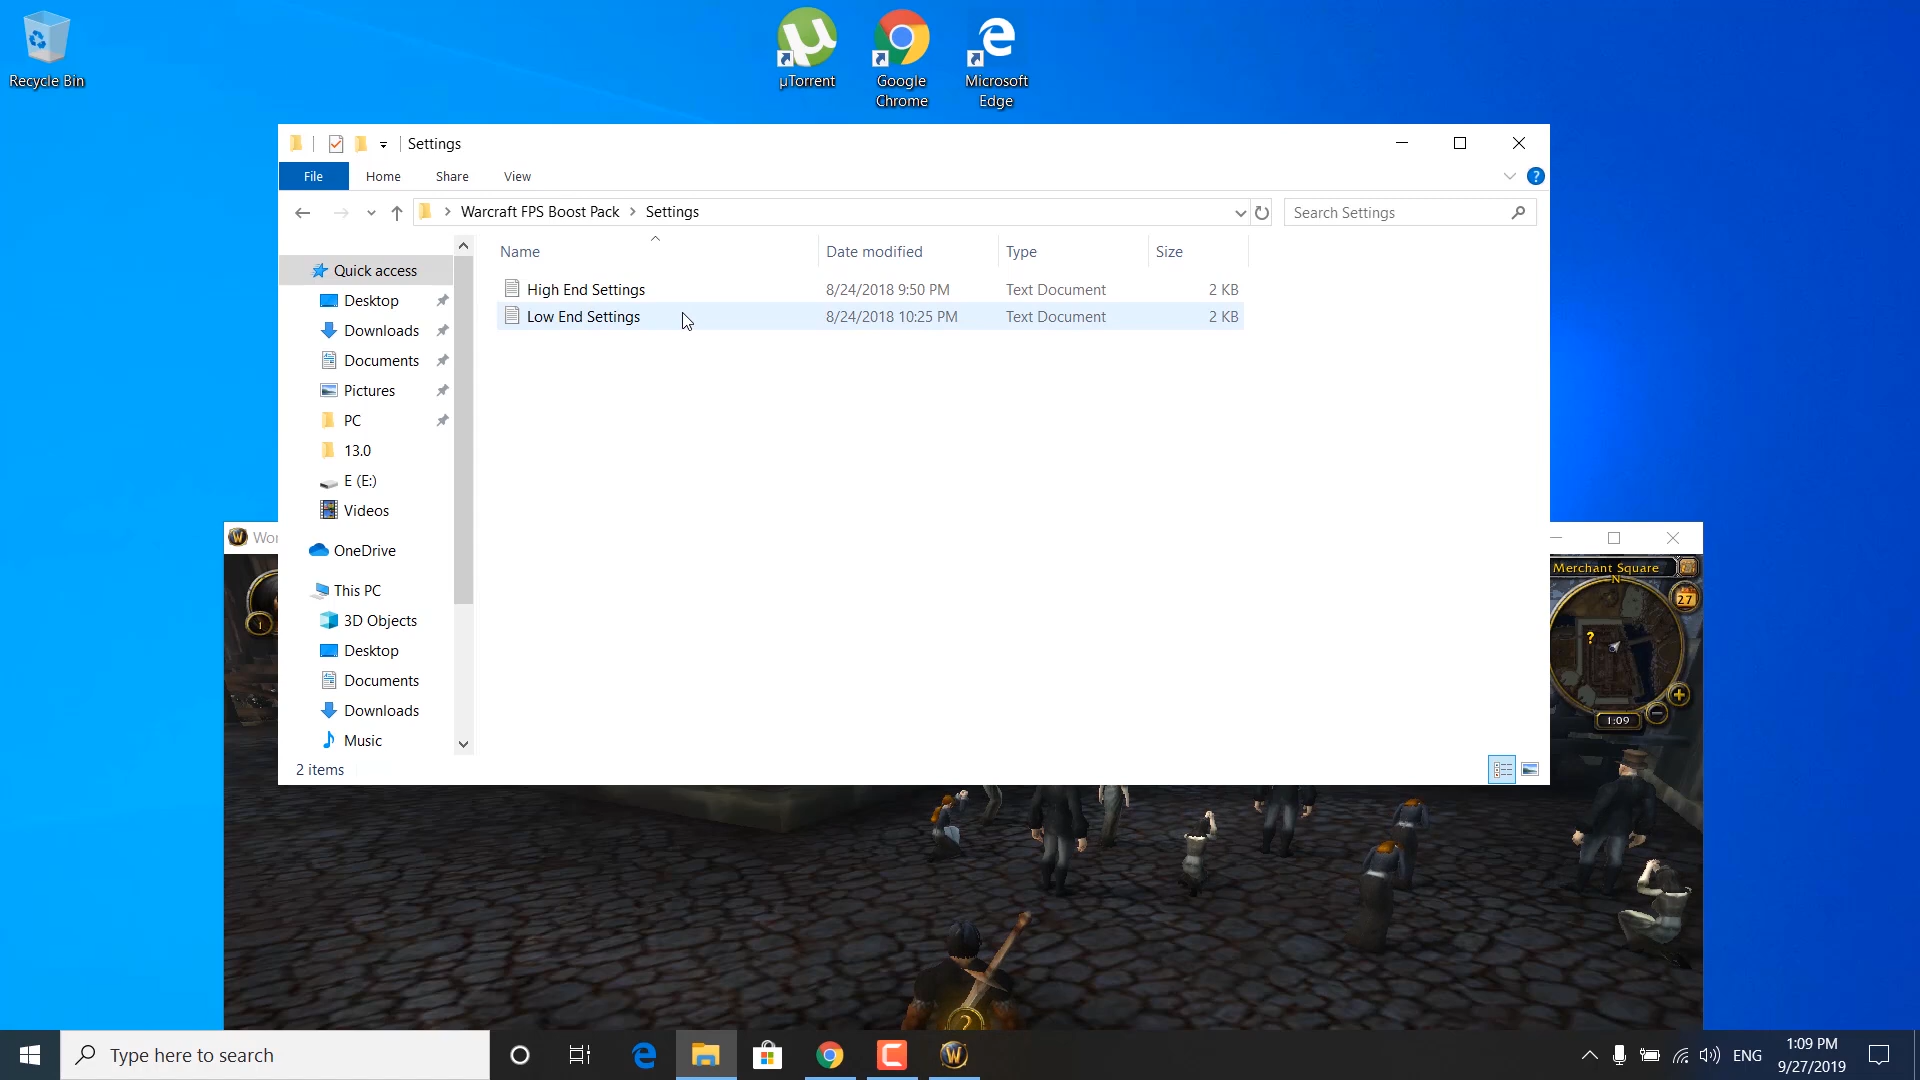 Recycle Bin
µTorrent
Google
Chrome
Microsoft
Edge
Settings
File Home Share View
Warcraft FPS Boost Pack > Settings
Search Settings
Name Date modified Type Size
Quick access
High End Settings 8/24/2018 9:50 PM Text Document 2 KB
Low End Settings 8/24/2018 10:25 PM Text Document 2 KB
Desktop
Downloads
Documents
Pictures
PC
13.0
E (E:)
Videos
OneDrive
This PC
3D Objects
Desktop
Documents
Downloads
Music
2 items
Wor
Merchant Square
N
27
1
?
1:09
?
Type here to search
ENG
1:09 PM
9/27/2019